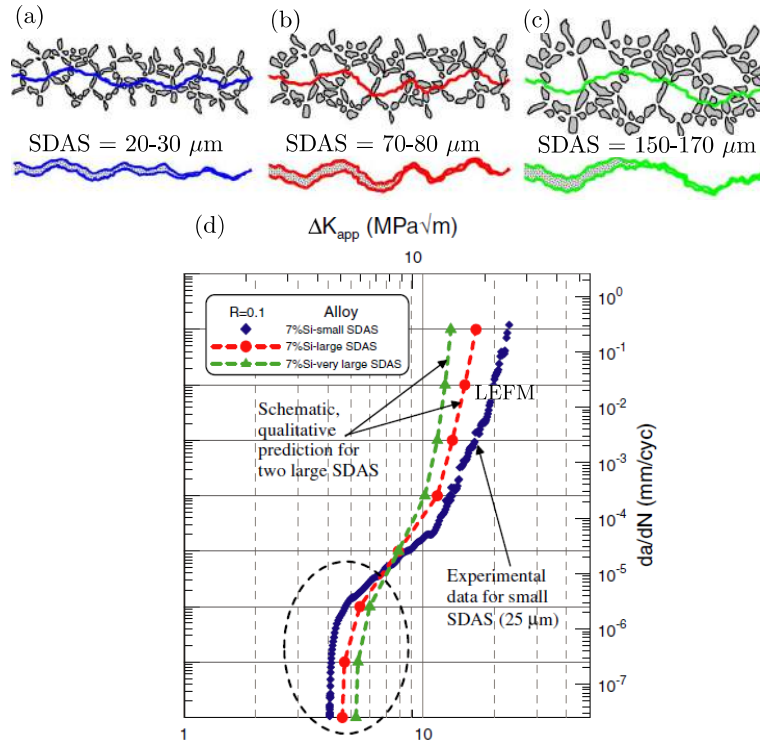 (a)
(b)
(c)
SDAS = 20-30 μm
SDAS = 70-80 μm
SDAS = 150-170 μm
(d)
ΔK_app (MPa√m)
10
R=0.1 Alloy
7%Si-small SDAS
7%Si-large SDAS
7%Si-very large SDAS
Schematic,
qualitative
prediction for
two large SDAS
LEFM
Experimental
data for small
SDAS (25 μm)
10^0
10^-1
10^-2
10^-3
10^-4
10^-5
10^-6
10^-7
da/dN (mm/cyc)
1
10